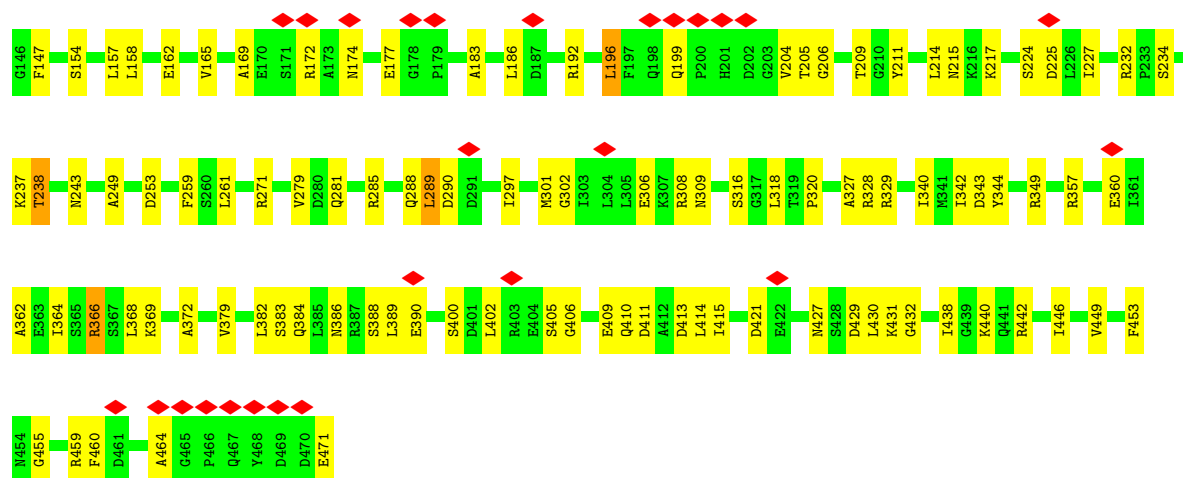 G146 F147 S154 L157 L158 E162 V165 A169 E170 S171 R172 A173 N174 E177 G178 P179 A183 L186 D187 R192 L196 F197 Q198 Q199 P200 H201 D202 G203 V204 T205 G206 T209 G210 Y211 L214 N215 K216 K217 S224 D225 L226 I227 R232 P233 S234
K237 T238 N243 A249 D253 F259 S260 L261 R271 V279 D280 Q281 R285 Q288 L289 D290 D291 I297 M301 G302 I303 L304 L305 E306 K307 R308 N309 S316 G317 L318 T319 P320 A327 R328 R329 I340 M341 I342 D343 Y344 R349 R357 E360 I361
A362 E363 I364 S365 R366 S367 L368 K369 A372 V379 L382 S383 Q384 L385 N386 R387 S388 L389 E390 S400 D401 L402 R403 E404 S405 G406 E409 Q410 D411 A412 D413 L414 I415 D421 E422 N427 S428 D429 L430 K431 G432 I438 G439 K440 Q441 R442 I446 V449 F453
N454 G455 R459 F460 D461 A464 G465 P466 Q467 Y468 D469 D470 E471